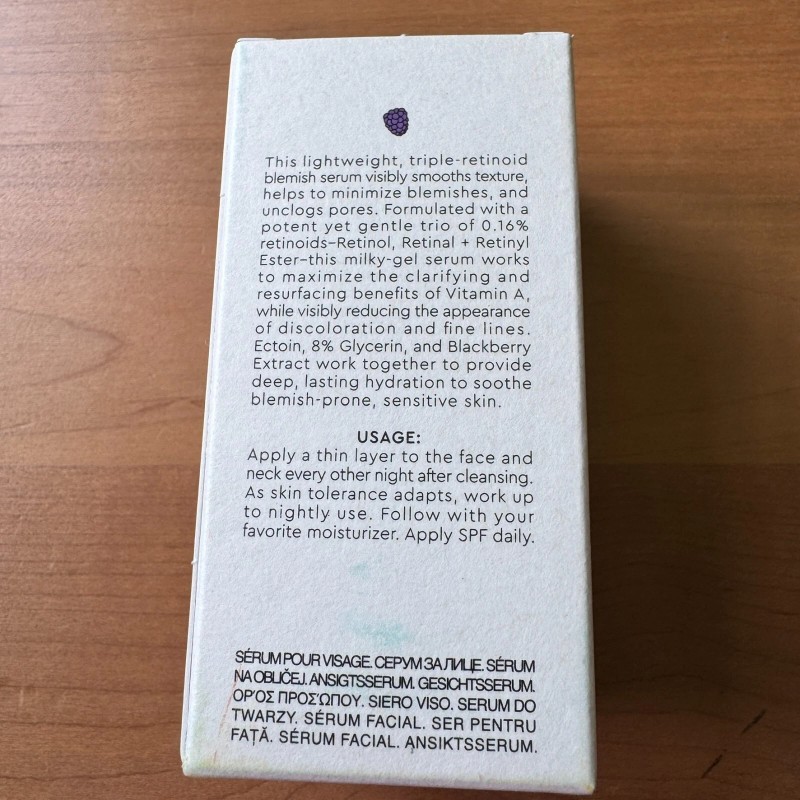 This lightweight, triple-retinoid
blemish serum visibly smooths texture,
helps to minimize blemishes, and
unclogs pores. Formulated with a
potent yet gentle trio of 0.16%
retinoids–Retinol, Retinal + Retinyl
Ester–this milky-gel serum works
to maximize the clarifying and
resurfacing benefits of Vitamin A,
while visibly reducing the appearance
of discoloration and fine lines.
Ectoin, 8% Glycerin, and Blackberry
Extract work together to provide
deep, lasting hydration to soothe
blemish-prone, sensitive skin.
USAGE:
Apply a thin layer to the face and
neck every other night after cleansing.
As skin tolerance adapts, work up
to nightly use. Follow with your
favorite moisturizer. Apply SPF daily.
SÉRUM POUR VISAGE. СЕРУМ ЗА ЛИЦЕ. SÉRUM
NA OBLIČEJ. ANSIGTSSERUM. GESICHTSSERUM.
ΟΡΌΣ ΠΡΟΣΏΠΟΥ. SIERO VISO. SERUM DO
TWARZY. SÉRUM FACIAL. SER PENTRU
FAȚĂ. SÉRUM FACIAL. ANSIKTSSERUM.